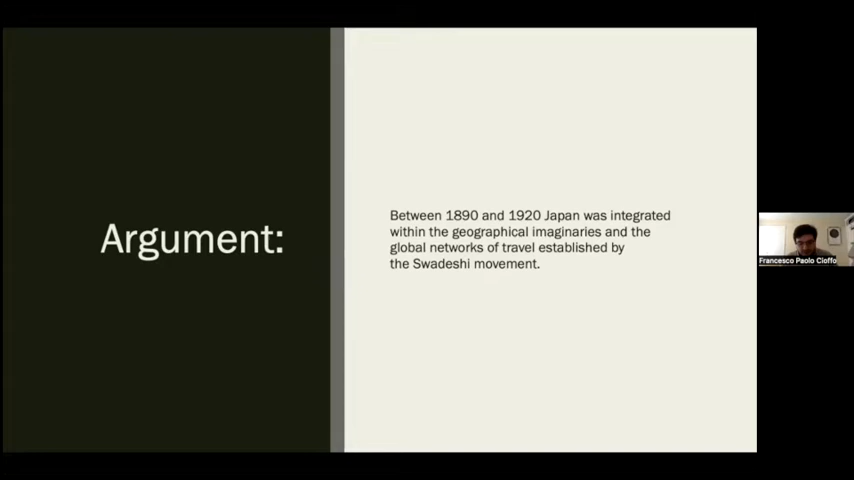 Argument:
Between 1890 and 1920 Japan was integrated
within the geographical imaginaries and the
global networks of travel established by
the Swadeshi movement.
Francesco Paolo Cioffo